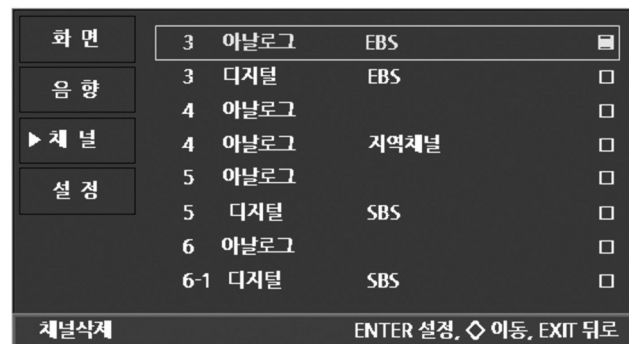 화 면
음 향
▶ 채 널
설 정
3 아날로그 EBS
3 디지털 EBS
4 아날로그
4 아날로그 지역채널
5 아날로그
5 디지털 SBS
6 아날로그
6-1 디지털 SBS
채널삭제 ENTER 설정, ◇ 이동, EXIT 뒤로